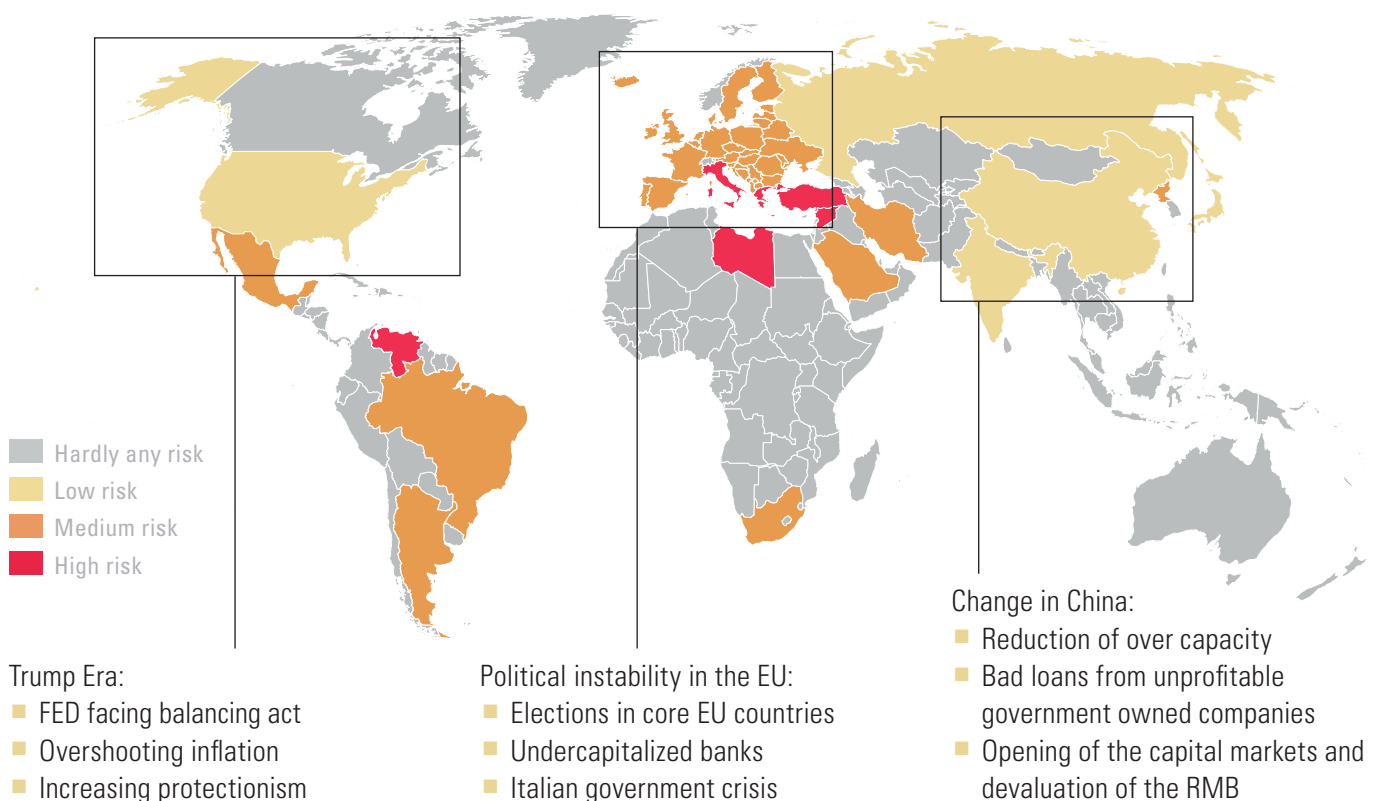 Hardly any risk
Low risk
Medium risk
High risk
Trump Era:
FED facing balancing act
Overshooting inflation
Increasing protectionism
Political instability in the EU:
Elections in core EU countries
Undercapitalized banks
Italian government crisis
Change in China:
Reduction of over capacity
Bad loans from unprofitable
government owned companies
Opening of the capital markets and
devaluation of the RMB